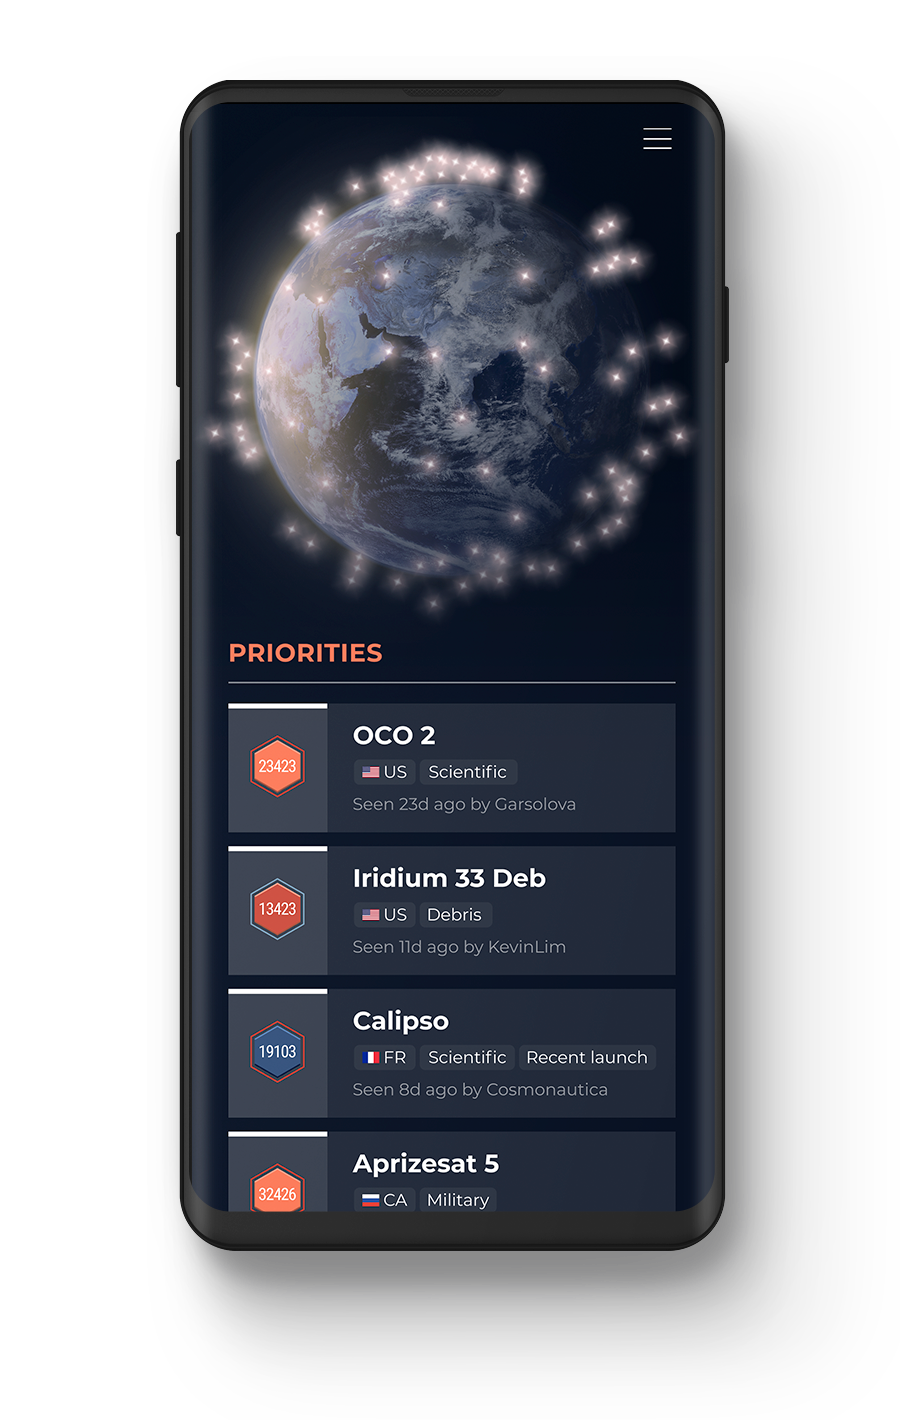 PRIORITIES
23423
OCO 2
US Scientific
Seen 23d ago by Garsolova
13423
Iridium 33 Deb
US Debris
Seen 11d ago by KevinLim
19103
Calipso
FR Scientific Recent launch
Seen 8d ago by Cosmonautica
32426
Aprizesat 5
CA Military